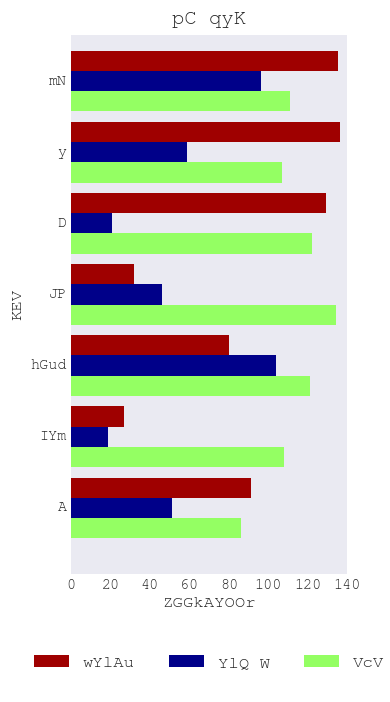 pC qyK
mN
y
D
JP
hGud
IYm
A
KEV
0 20 40 60 80 100 120 140
ZGGkAYOOr
wYlAu YlQ W VcV